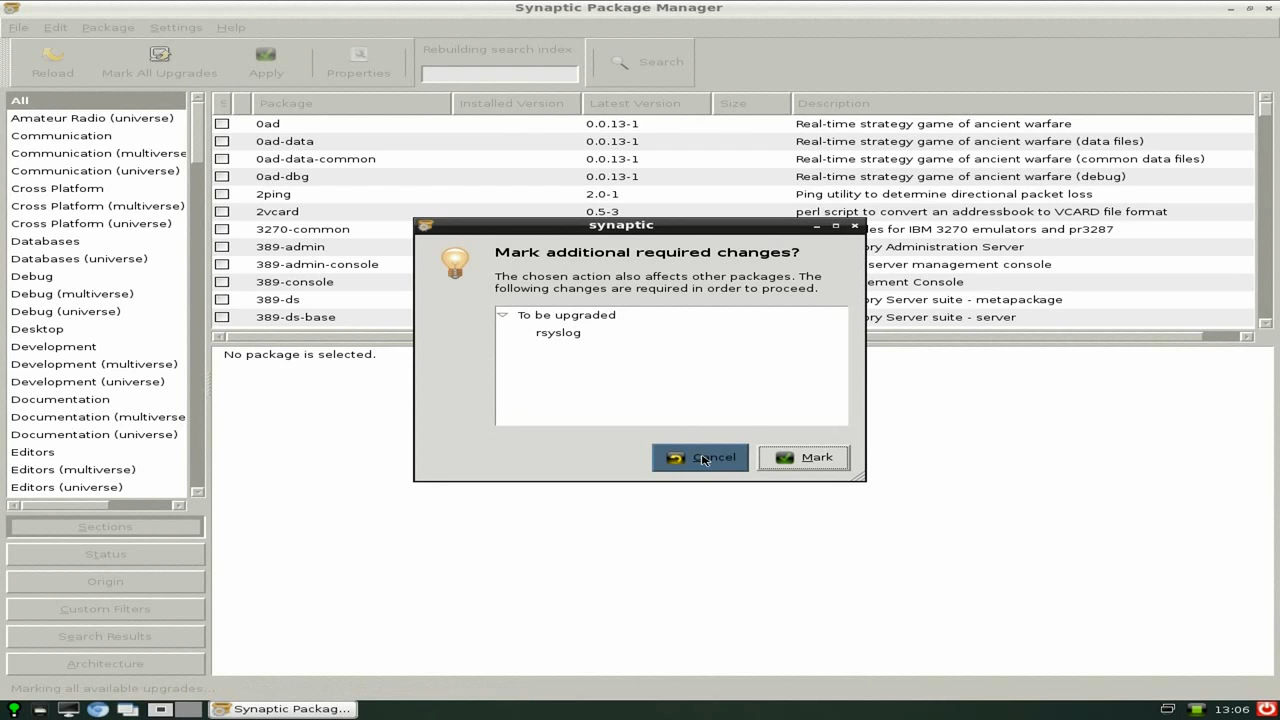 Synaptic Package Manager
File Edit Package Settings Help
Reload
Mark All Upgrades
Apply
Properties
Rebuilding search index
Search
All
Amateur Radio (universe)
Communication
Communication (multiverse
Communication (universe)
Cross Platform
Cross Platform (multiverse)
Cross Platform (universe)
Databases
Databases (universe)
Debug
Debug (multiverse)
Debug (universe)
Desktop
Development
Development (multiverse)
Development (universe)
Documentation
Documentation (multiverse
Documentation (universe)
Editors
Editors (multiverse)
Editors (universe)
Sections
Status
Origin
Custom Filters
Search Results
Architecture
S Package Installed Version Latest Version Size Description
0ad 0.0.13-1 Real-time strategy game of ancient warfare
0ad-data 0.0.13-1 Real-time strategy game of ancient warfare (data files)
0ad-data-common 0.0.13-1 Real-time strategy game of ancient warfare (common data files)
0ad-dbg 0.0.13-1 Real-time strategy game of ancient warfare (debug)
2ping 2.0-1 Ping utility to determine directional packet loss
2vcard 0.5-3 perl script to convert an addressbook to VCARD file format
3270-common les for IBM 3270 emulators and pr3287
389-admin ory Administration Server
389-admin-console server management console
389-console ement Console
389-ds ory Server suite - metapackage
389-ds-base ory Server suite - server
No package is selected.
synaptic
Mark additional required changes?
The chosen action also affects other packages. The
following changes are required in order to proceed.
To be upgraded
rsyslog
Cancel
Mark
Marking all available upgrades...
Synaptic Packag...
13:06